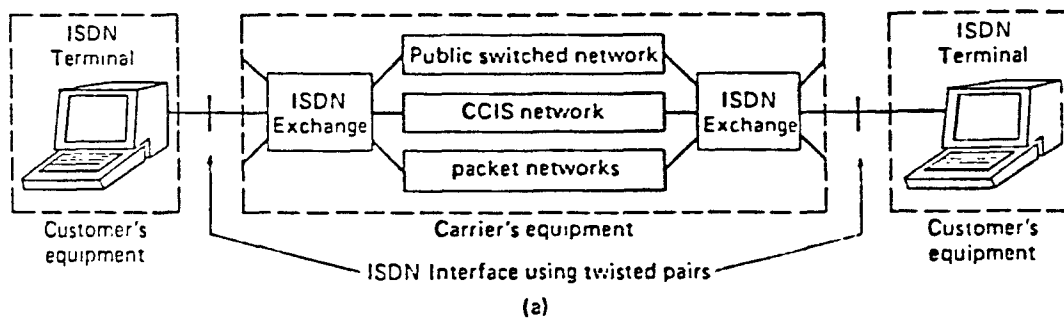 ISDN
Terminal
Customer's
equipment
ISDN
Exchange
Public switched network
CCIS network
packet networks
ISDN
Exchange
Carrier's equipment
ISDN
Terminal
Customer's
equipment
ISDN Interface using twisted pairs
(a)